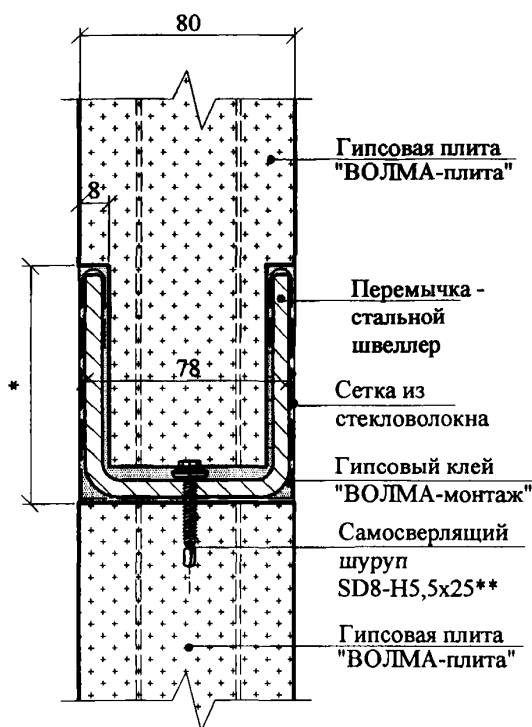 80
Гипсовая плита
"ВОЛМА-плита"
8
Перемычка -
стальной
швеллер
78
*
Сетка из
стекловолокна
Гипсовый клей
"ВОЛМА-монтаж"
Самосверлящий
шуруп
SD8-H5,5x25**
Гипсовая плита
"ВОЛМА-плита"